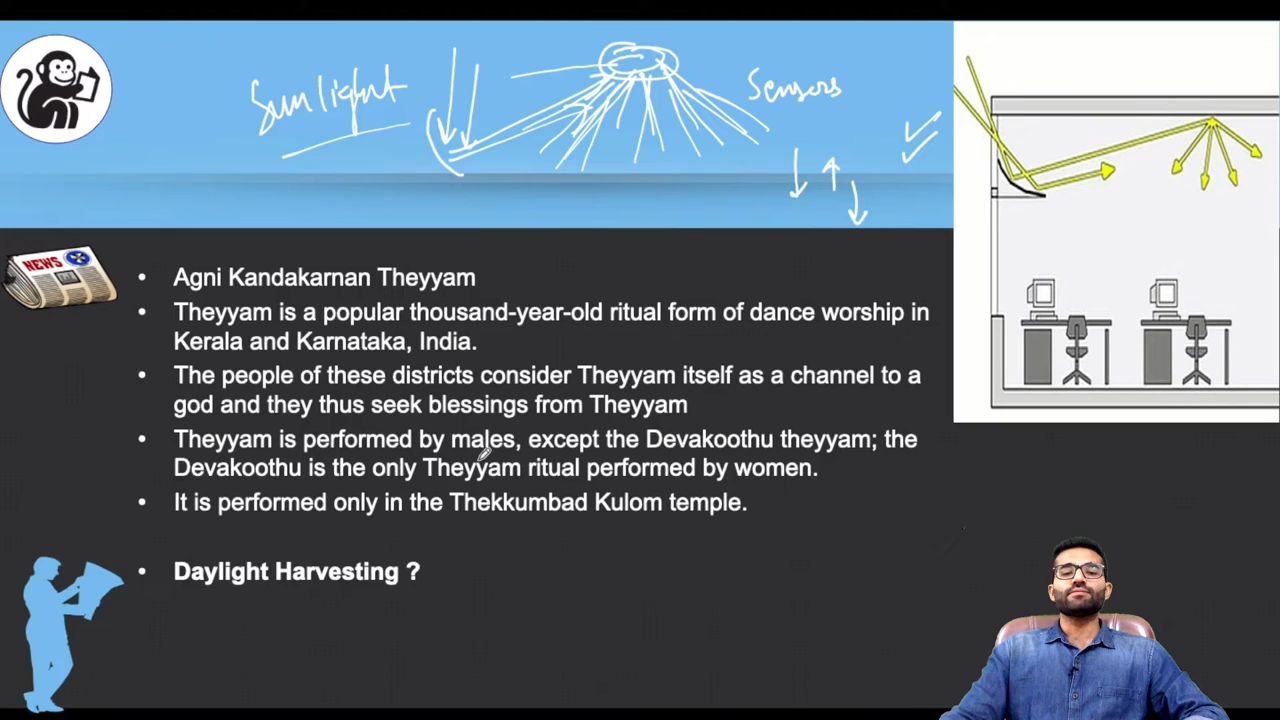 Sunlight
Sensors
NEWS
• Agni Kandakarnan Theyyam
• Theyyam is a popular thousand-year-old ritual form of dance worship in
Kerala and Karnataka, India.
• The people of these districts consider Theyyam itself as a channel to a
god and they thus seek blessings from Theyyam
• Theyyam is performed by males, except the Devakoothu theyyam; the
Devakoothu is the only Theyyam ritual performed by women.
• It is performed only in the Thekkumbad Kulom temple.
• Daylight Harvesting ?